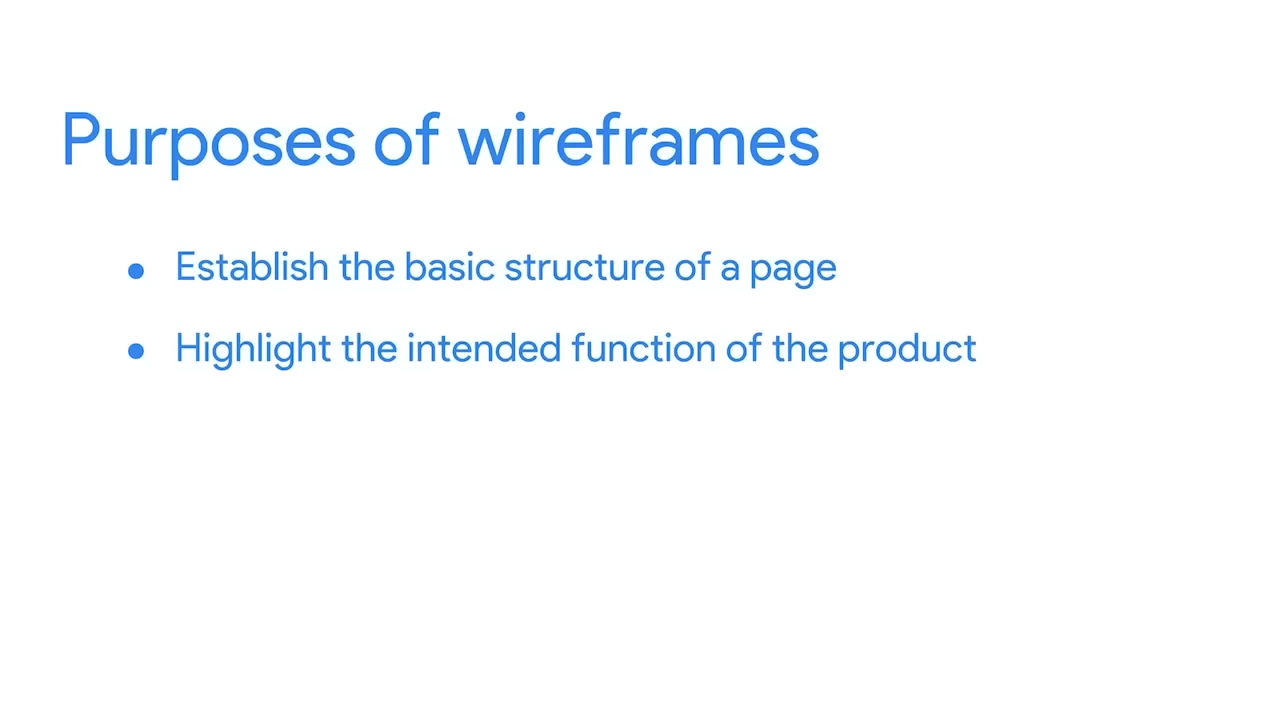 Purposes of wireframes
● Establish the basic structure of a page
● Highlight the intended function of the product